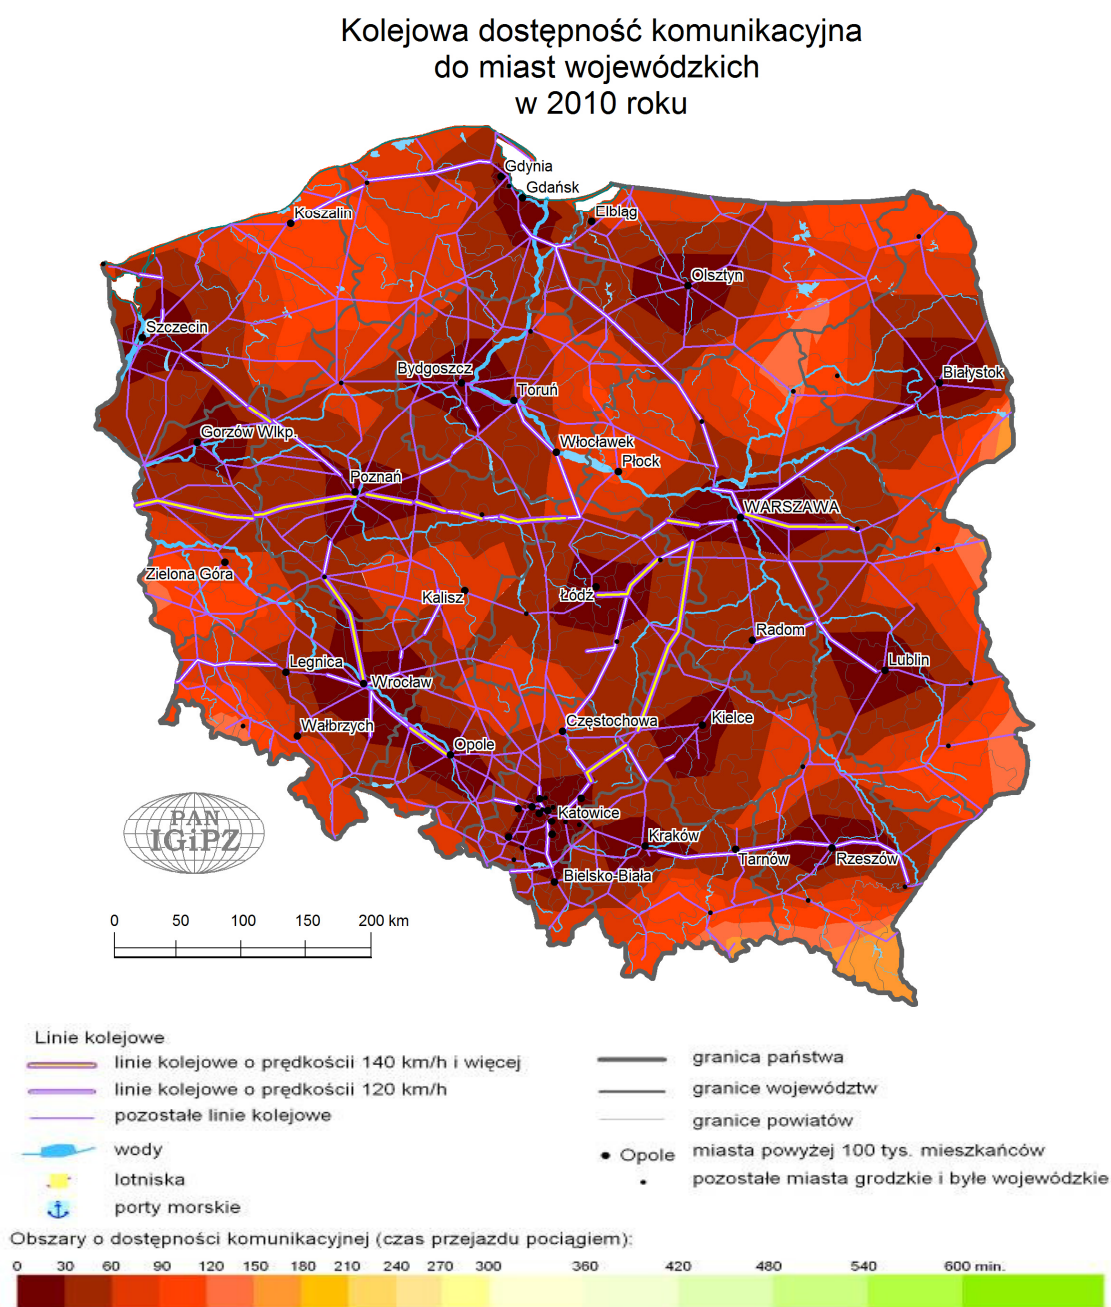 Kolejowa dostępność komunikacyjna
do miast wojewódzkich
w 2010 roku
Gdynia
Gdańsk
Koszalin
Elbląg
Olsztyn
Szczecin
Bydgoszcz
Białystok
Toruń
Gorzów Wlkp.
Włocławek
Płock
Poznań
WARSZAWA
Zielona Góra
Kalisz
Łódź
Radom
Legnica
Lublin
Wrocław
Wałbrzych
Częstochowa
Kielce
Opole
PAN
IGiPZ
Katowice
Kraków
Tarnów
Rzeszów
Bielsko-Biała
0 50 100 150 200 km
Linie kolejowe
linie kolejowe o prędkościi 140 km/h i więcej
linie kolejowe o prędkościi 120 km/h
pozostałe linie kolejowe
wody
lotniska
porty morskie
granica państwa
granice województw
granice powiatów
Opole miasta powyżej 100 tys. mieszkańców
pozostałe miasta grodzkie i byłe wojewódzkie
Obszary o dostępności komunikacyjnej (czas przejazdu pociągiem):
0 30 60 90 120 150 180 210 240 270 300 360 420 480 540 600 min.